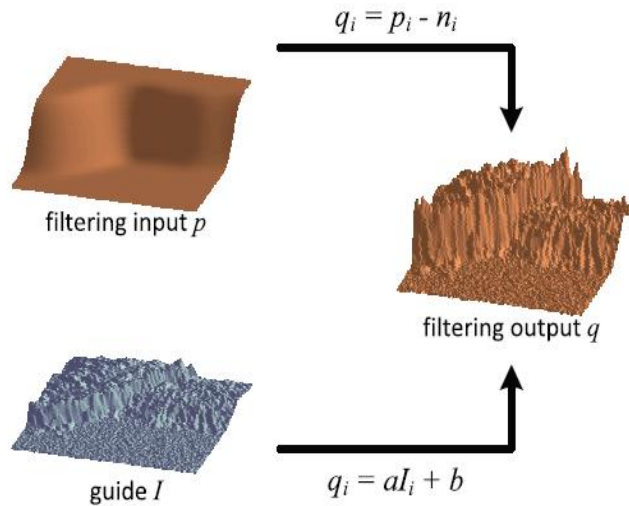 q_i = p_i - n_i
filtering input p
filtering output q
guide I
q_i = aI_i + b